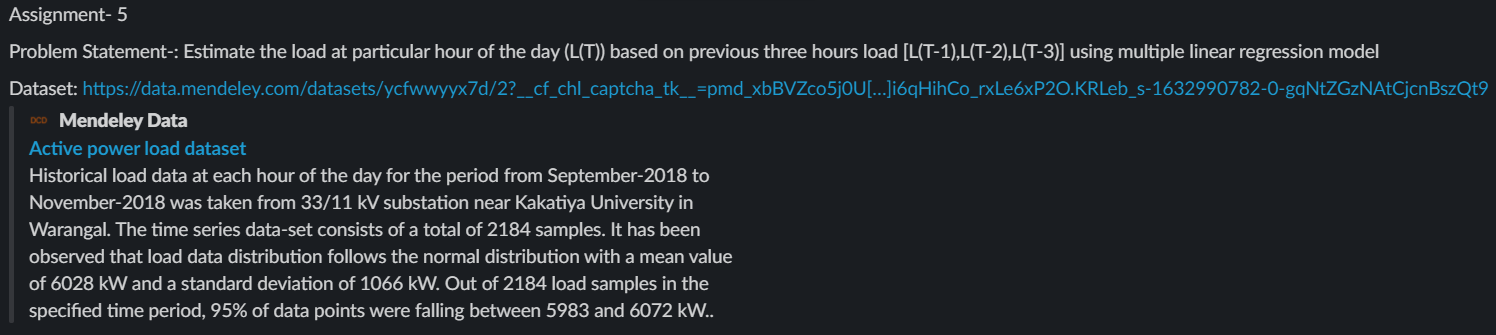 Assignment- 5
Problem Statement-: Estimate the load at particular hour of the day (L(T)) based on previous three hours load [L(T-1),L(T-2),L(T-3)] using multiple linear regression model
Dataset: https://data.mendeley.com/datasets/ycfwwyyx7d/2?__cf_chl_captcha_tk__=pmd_xbBVZco5j0U[...]i6qHihCo_rxLe6xP2O.KRLeb_s-1632990782-0-gqNtZGzNAtCjcnBszQt9
DCD Mendeley Data
Active power load dataset
Historical load data at each hour of the day for the period from September-2018 to
November-2018 was taken from 33/11 kV substation near Kakatiya University in
Warangal. The time series data-set consists of a total of 2184 samples. It has been
observed that load data distribution follows the normal distribution with a mean value
of 6028 kW and a standard deviation of 1066 kW. Out of 2184 load samples in the
specified time period, 95% of data points were falling between 5983 and 6072 kW..